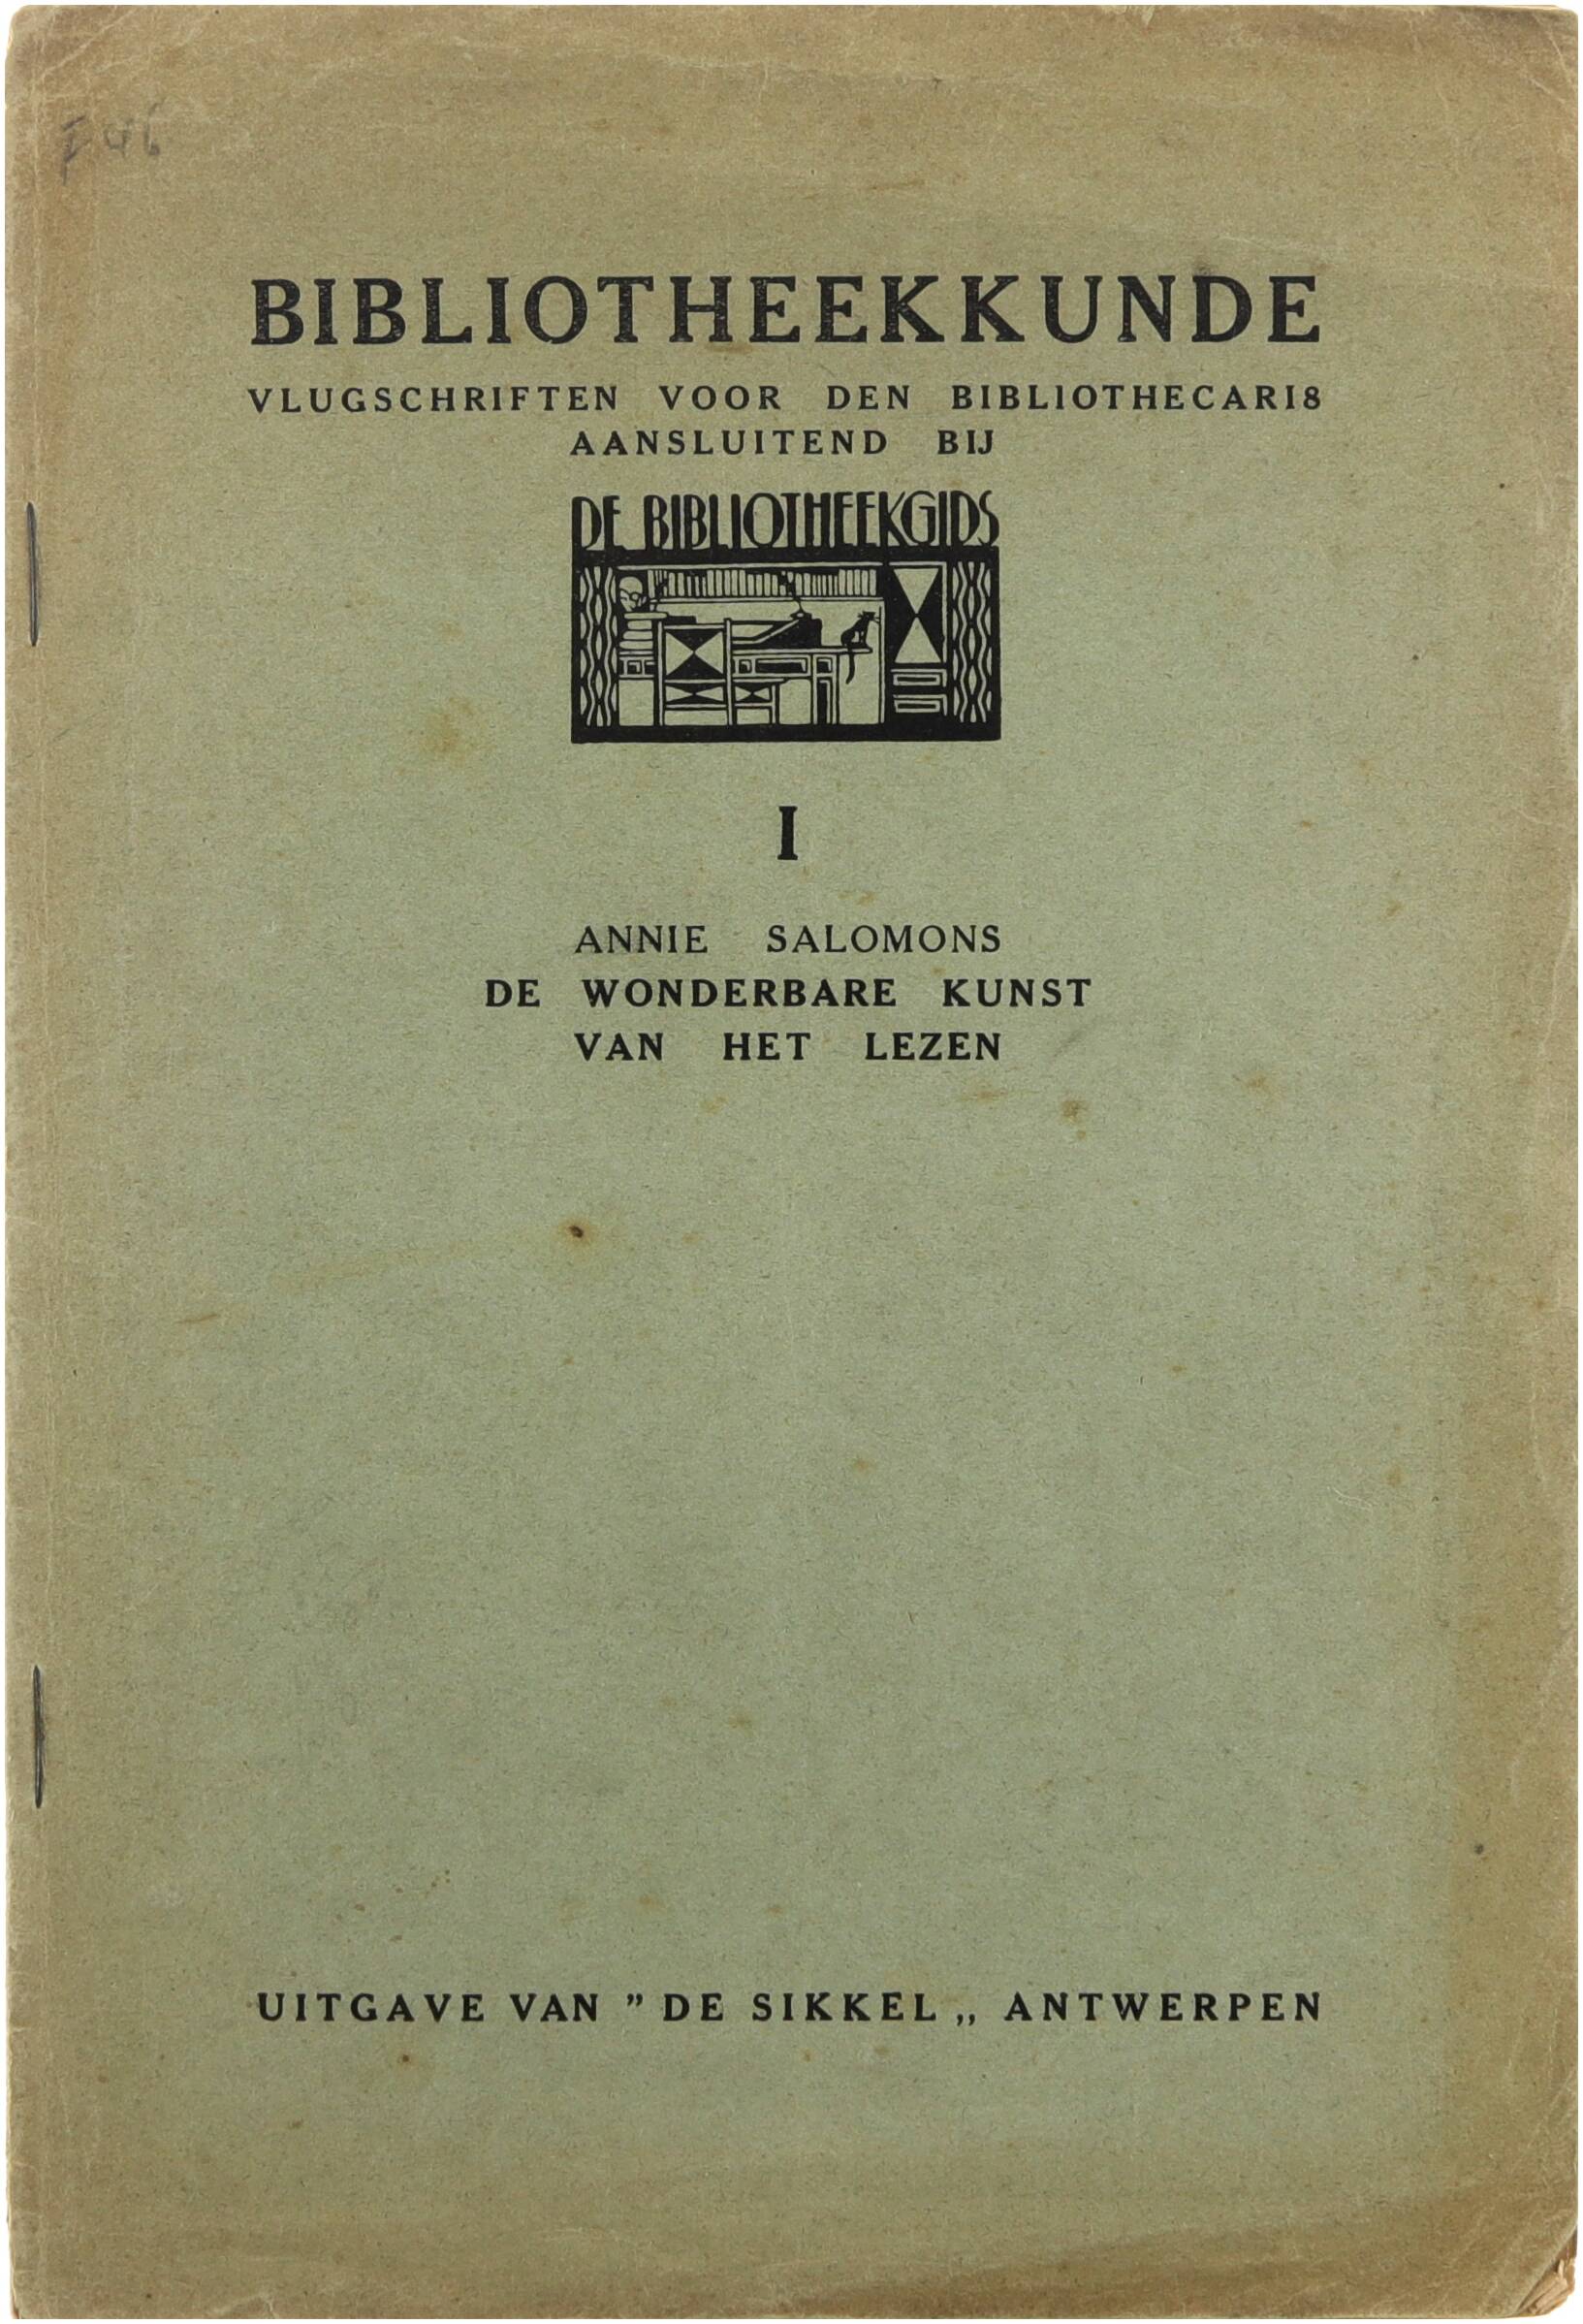 BIBLIOTHEEKKUNDE
VLUGSCHRIFTEN VOOR DEN BIBLIOTHECARIS
AANSLUITEND BIJ
DE BIBLIOTHEEKGIDS
I
ANNIE SALOMONS
DE WONDERBARE KUNST
VAN HET LEZEN
UITGAVE VAN ” DE SIKKEL „ ANTWERPEN